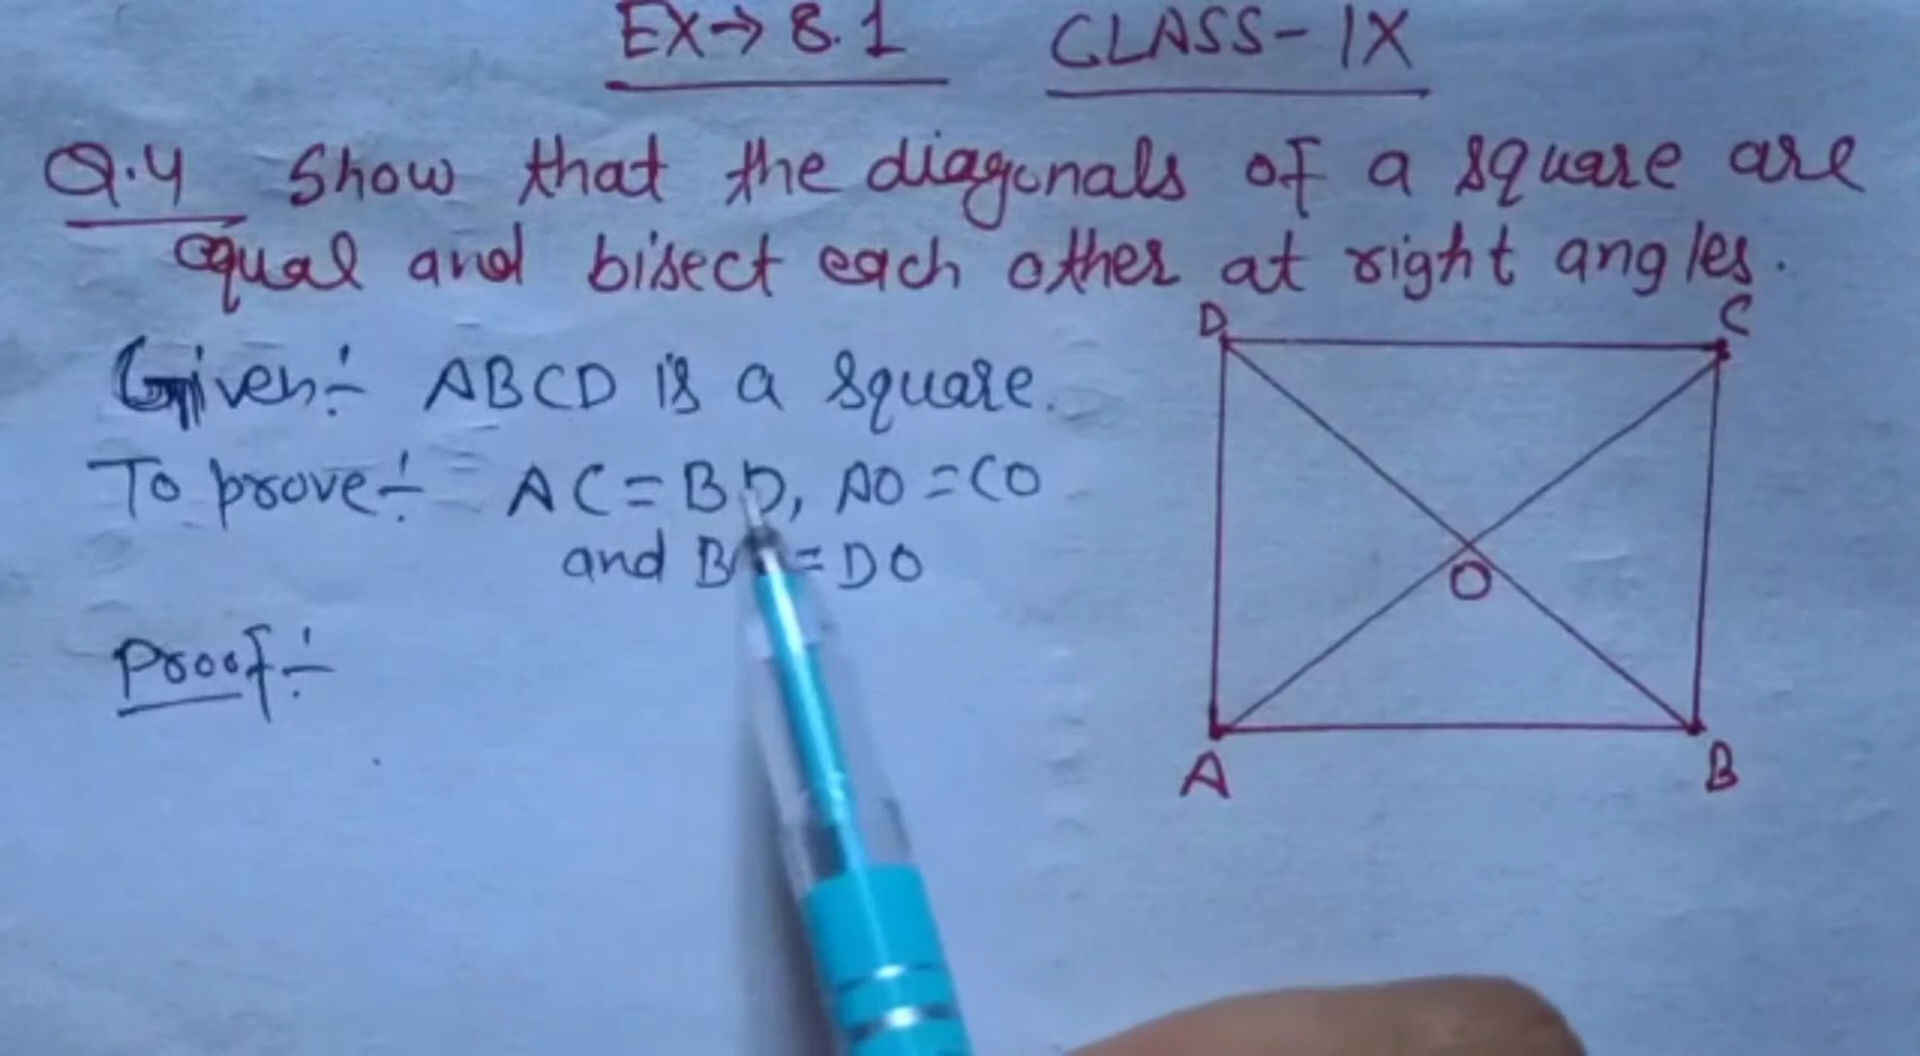 EX→8.1 CLASS-IX
Q.4 Show that the diagonals of a square are
equal and bisect each other at right angles.
Given:- ABCD is a square.
To prove:- AC=BD, AO=CO
and B =DO
Proof:-
D C
O
A B